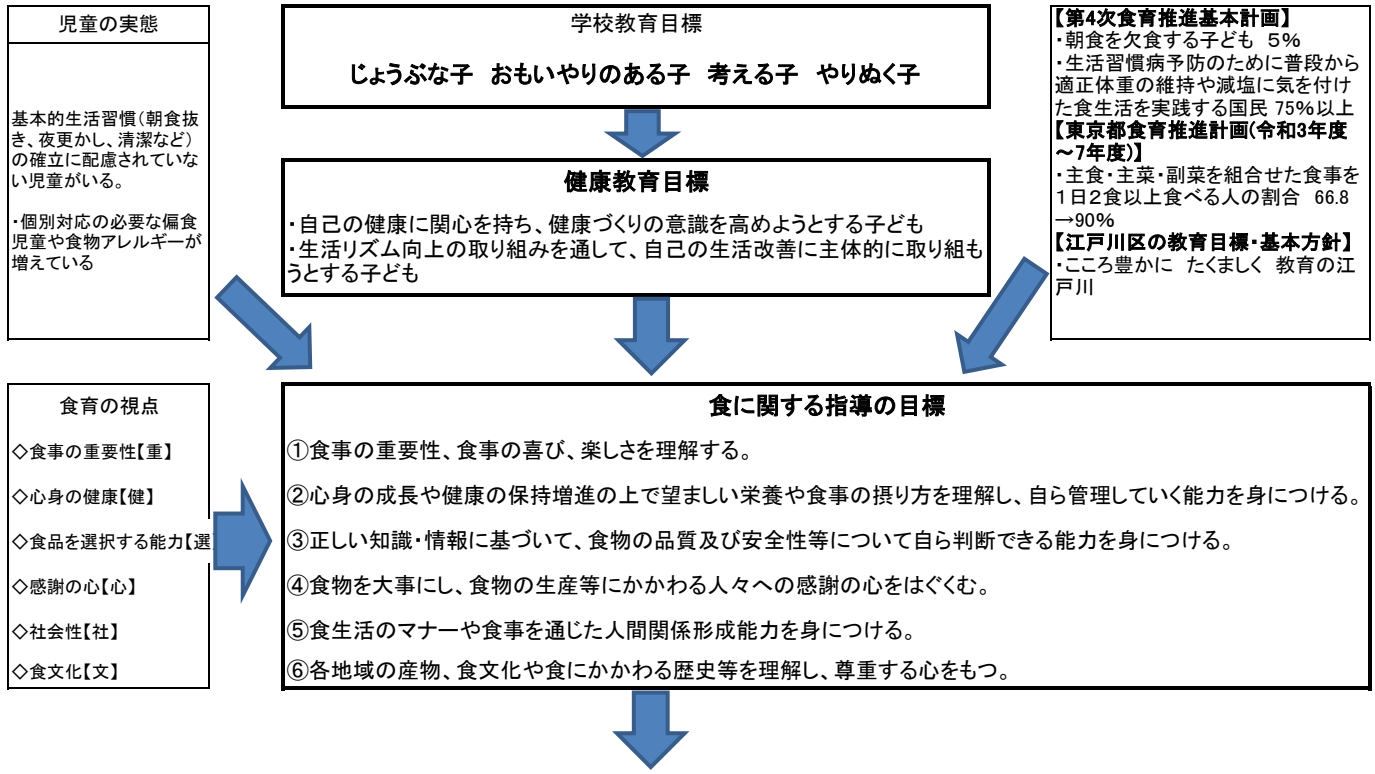 児童の実態
基本的生活習慣(朝食抜
き、夜更かし、清潔など)
の確立に配慮されていな
い児童がいる。
・個別対応の必要な偏食
児童や食物アレルギーが
増えている
学校教育目標
じょうぶな子 おもいやりのある子 考える子 やりぬく子
健康教育目標
・自己の健康に関心を持ち、健康づくりの意識を高めようとする子ども
・生活リズム向上の取り組みを通して、自己の生活改善に主体的に取り組も
うとする子ども
【第4次食育推進基本計画】
・朝食を欠食する子ども 5%
・生活習慣病予防のために普段から
適正体重の維持や減塩に気を付け
た食生活を実践する国民 75%以上
【東京都食育推進計画(令和3年度
～7年度)】
・主食・主菜・副菜を組合せた食事を
1日2食以上食べる人の割合 66.8
→90%
【江戸川区の教育目標・基本方針】
・こころ豊かに たくましく 教育の江
戸川
食育の視点
◇食事の重要性【重】
◇心身の健康【健】
◇食品を選択する能力【選
◇感謝の心【心】
◇社会性【社】
◇食文化【文】
食に関する指導の目標
①食事の重要性、食事の喜び、楽しさを理解する。
②心身の成長や健康の保持増進の上で望ましい栄養や食事の摂り方を理解し、自ら管理していく能力を身につける。
③正しい知識・情報に基づいて、食物の品質及び安全性等について自ら判断できる能力を身につける。
④食物を大事にし、食物の生産等にかかわる人々への感謝の心をはぐくむ。
⑤食生活のマナーや食事を通じた人間関係形成能力を身につける。
⑥各地域の産物、食文化や食にかかわる歴史等を理解し、尊重する心をもつ。